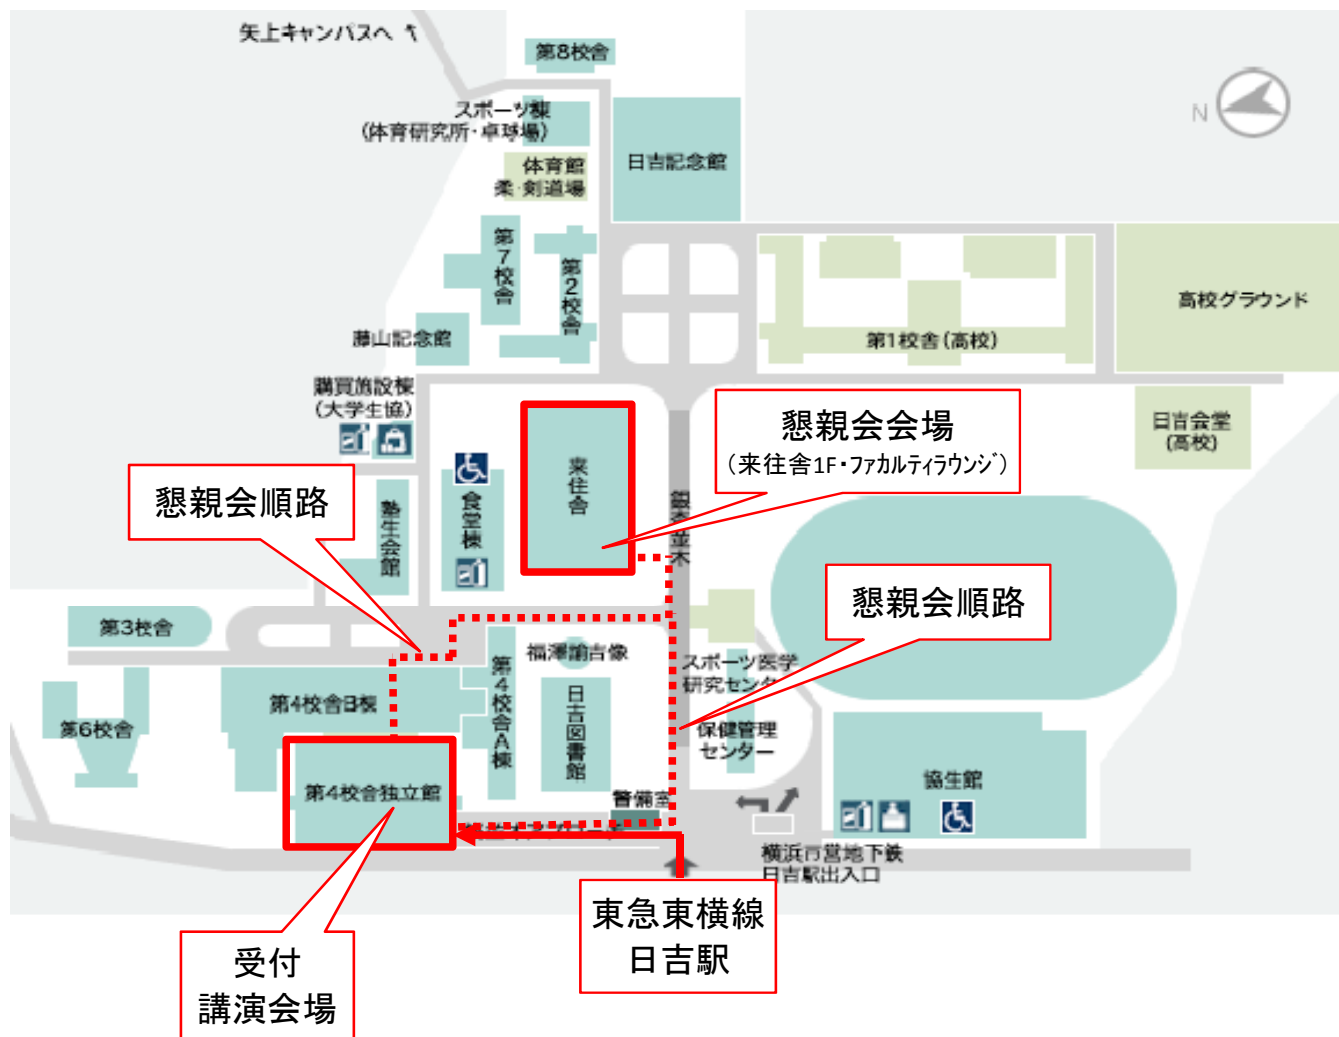 矢上キャンパスへ
第8校舎
スポーツ棟
(体育研究所・卓球場)
体育館
柔・剣道場
日吉記念館
N
第7校舎
第2校舎
藤山記念館
第1校舎(高校)
高校グラウンド
購買施設棟
(大学生協)
日吉会堂
(高校)
懇親会会場
(来往舎1F・ファカルティラウンジ)
来往舎
食堂棟
銀杏並木
懇親会順路
塾生会館
懇親会順路
第3校舎
福澤諭吉像
スポーツ医学
研究センター
第4校舎B棟
第4校舎A棟
日吉図書館
第6校舎
保健管理
センター
協生館
第4校舎独立館
警備室
横浜市営地下鉄
日吉駅出入口
東急東横線
日吉駅
受付
講演会場